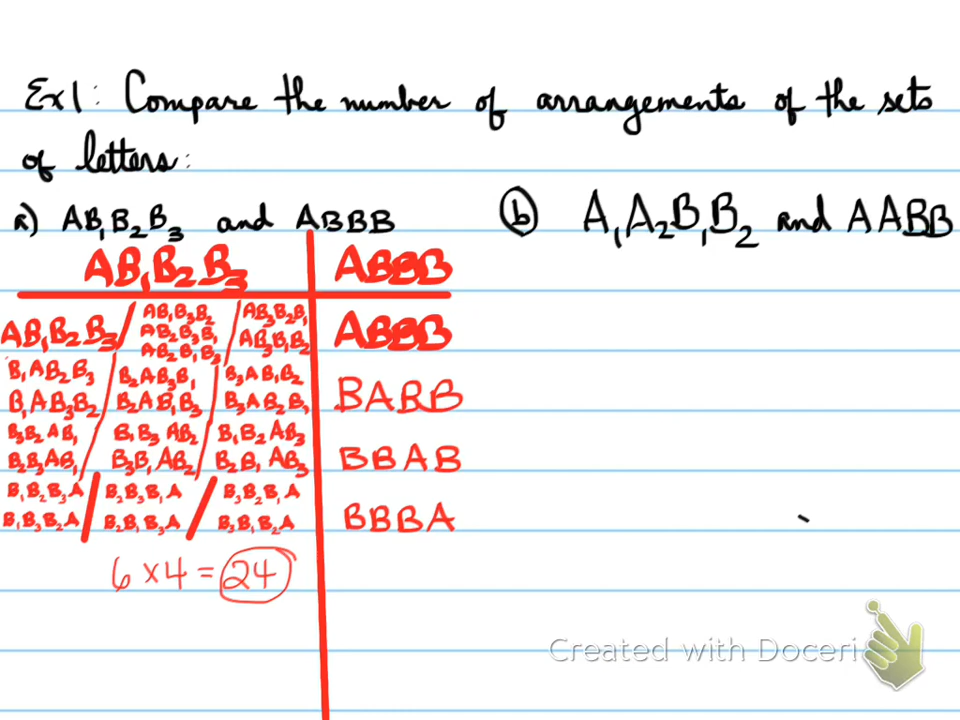 Ex1: Compare the number of arrangements of the sets
of letters:
a) AB₁B₂B₃ and ABBB
b) A₁A₂B₁B₂ and AABB
AB₁B₂B₃ | ABBB
AB₁B₂B₃ / AB₁B₃B₂ / AB₃B₂B₁ | ABBB
AB₂B₃B₁ / AB₃B₁B₂
AB₂B₁B₃
B₁AB₂B₃ / B₂AB₃B₁ / B₃AB₁B₂ | BABB
B₁AB₃B₂ / B₂AB₁B₃ / B₃AB₂B₁
B₃B₂AB₁ / B₁B₃AB₂ / B₁B₂AB₃ | BBAB
B₂B₃AB₁ / B₃B₁AB₂ / B₂B₁AB₃
B₁B₂B₃A / B₂B₃B₁A / B₃B₂B₁A | BBBA
B₁B₃B₂A / B₂B₁B₃A / B₃B₁B₂A
6 × 4 = 24
Created with Doceri